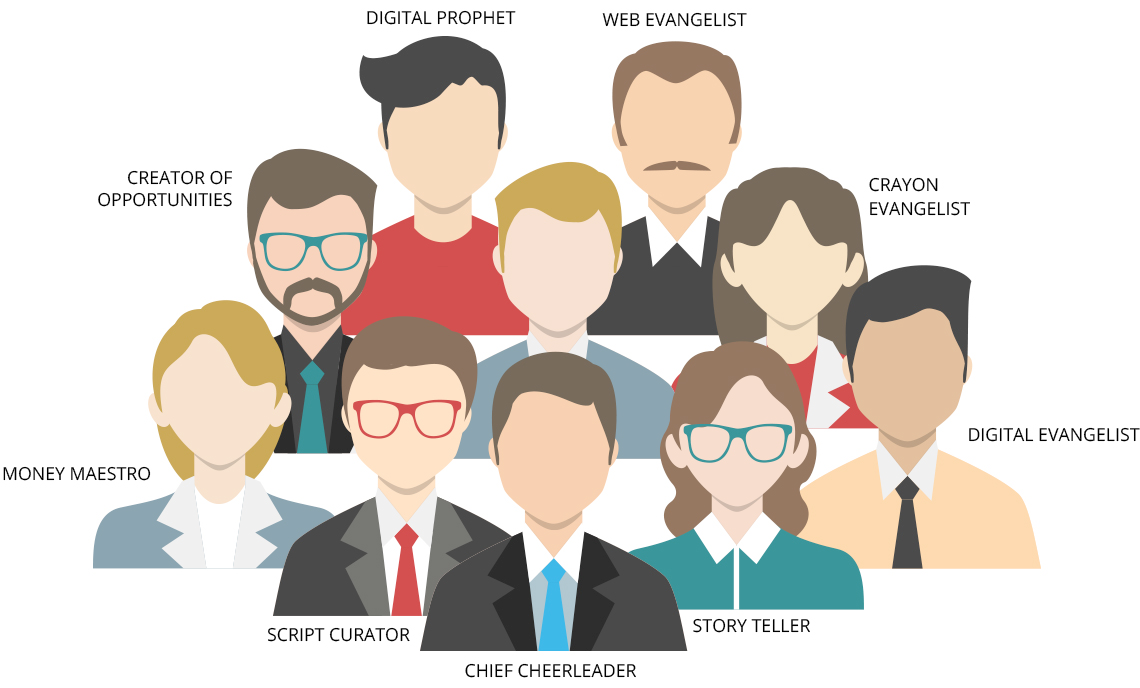 DIGITAL PROPHET
WEB EVANGELIST
CREATOR OF
OPPORTUNITIES
CRAYON
EVANGELIST
DIGITAL EVANGELIST
MONEY MAESTRO
SCRIPT CURATOR
STORY TELLER
CHIEF CHEERLEADER